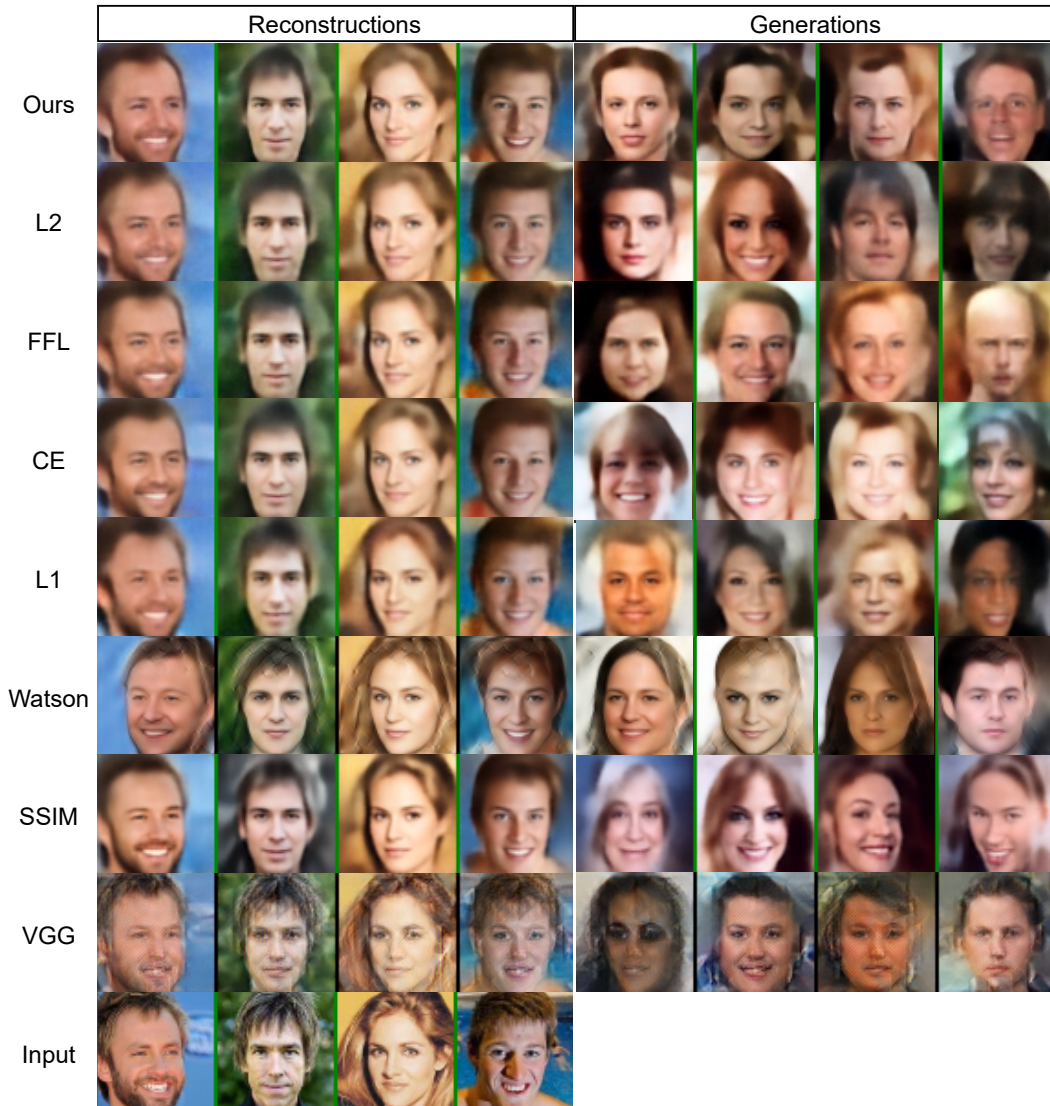 Reconstructions
Generations
Ours
L2
FFL
CE
L1
Watson
SSIM
VGG
Input